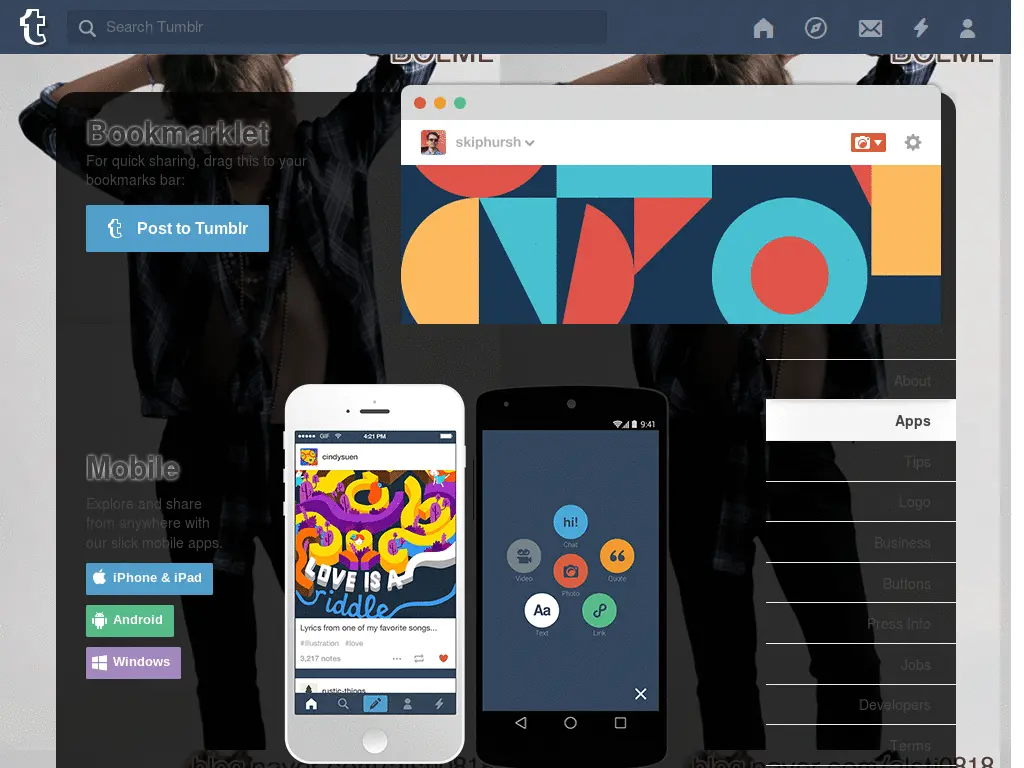 Search Tumblr
Bookmarklet
For quick sharing, drag this to your
bookmarks bar:
Post to Tumblr
skiphursh
About
Apps
Tips
Logo
Business
Buttons
Press Info
Jobs
Developers
Terms
Mobile
Explore and share
from anywhere with
our slick mobile apps.
iPhone & iPad
Android
Windows
GIF
4:21 PM
cindysuen
LOVE IS A
riddle
Lyrics from one of my favorite songs...
#illustration #love
3,217 notes
rustic-things
9:41
hi!
Chat
Video
Quote
Photo
Aa
Text
Link